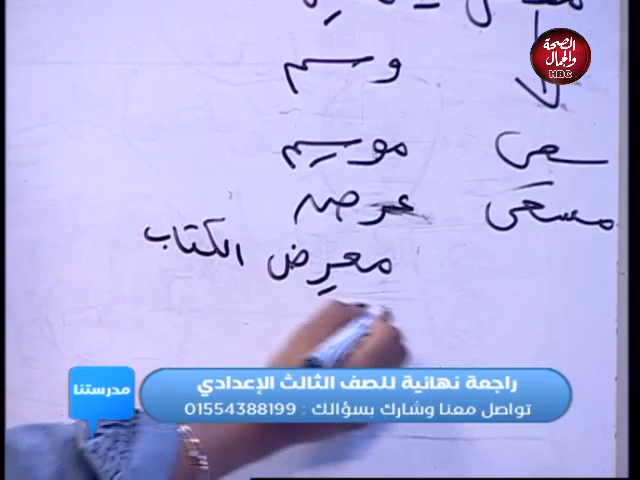 الصحة
والجمال
HBC
وسم
سعى موسم
مسعى عرض
معرض الكتاب
راجعة نهائية للصف الثالث الإعدادي
مدرستنا
تواصل معنا وشارك بسؤالك : 01554388199